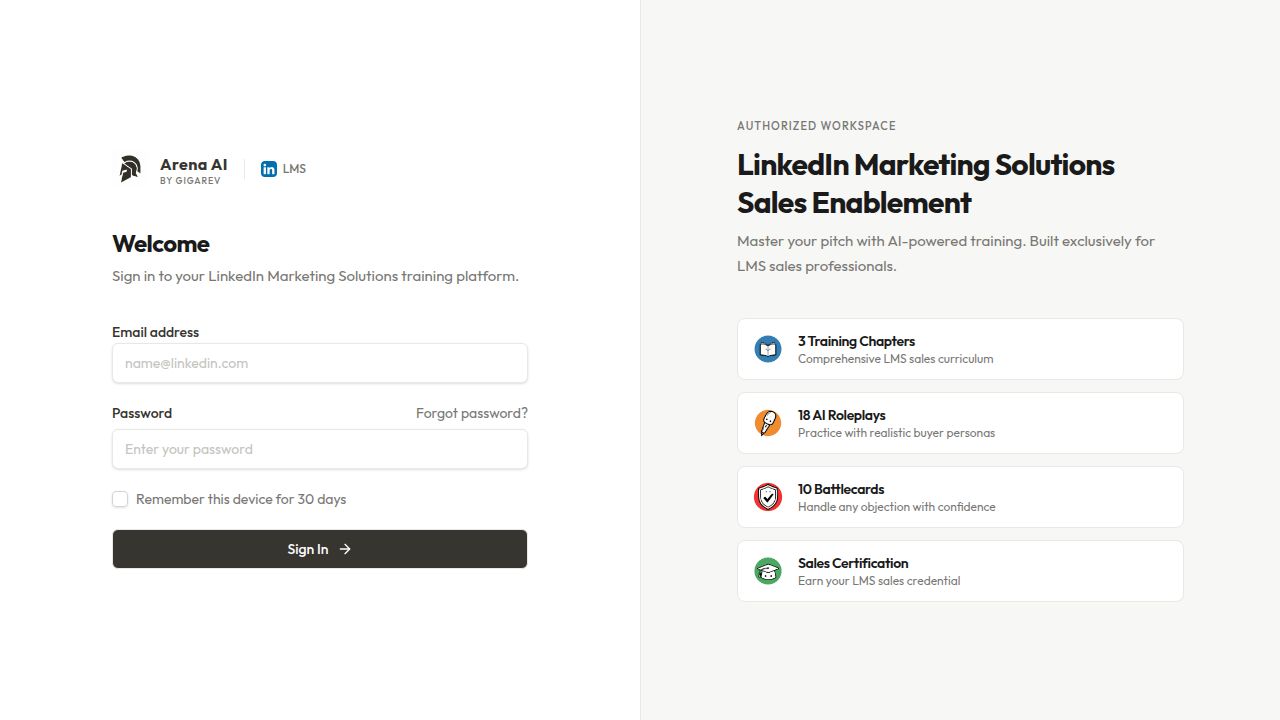 Arena AI
BY GIGAREV
in LMS
Welcome
Sign in to your LinkedIn Marketing Solutions training platform.
Email address
name@linkedin.com
Password
Forgot password?
Enter your password
Remember this device for 30 days
Sign In
AUTHORIZED WORKSPACE
LinkedIn Marketing Solutions
Sales Enablement
Master your pitch with AI-powered training. Built exclusively for
LMS sales professionals.
3 Training Chapters
Comprehensive LMS sales curriculum
18 AI Roleplays
Practice with realistic buyer personas
10 Battlecards
Handle any objection with confidence
Sales Certification
Earn your LMS sales credential